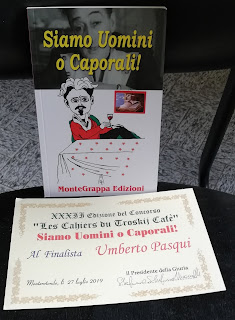 Siamo Uomini
o Caporali!
MonteGrappa Edizioni
XXXII Edizione del Concorso
"Les Cahiers du Troskij Cafè"
Siamo Uomini o Caporali!
Al Finalista Umberto Pasqui
27 luglio 2019
Il Presidente della Giuria